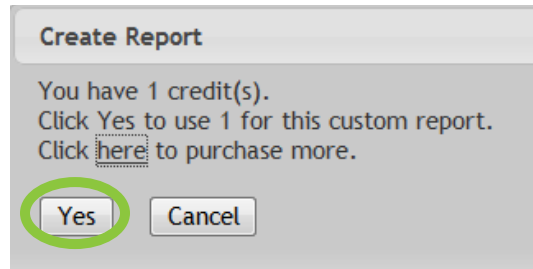 Create Report
You have 1 credit(s).
Click Yes to use 1 for this custom report.
Click here to purchase more.
Yes Cancel